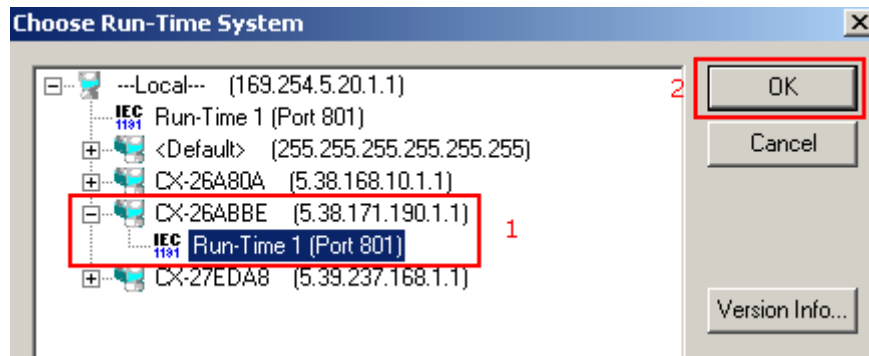 Choose Run-Time System
---Local--- (169.254.5.20.1.1)
2
OK
IEC
1131
Run-Time 1 (Port 801)
<Default> (255.255.255.255.255.255)
Cancel
CX-26A80A (5.38.168.10.1.1)
CX-26ABBE (5.38.171.190.1.1)
1
IEC
1131
Run-Time 1 (Port 801)
CX-27EDA8 (5.39.237.168.1.1)
Version Info...